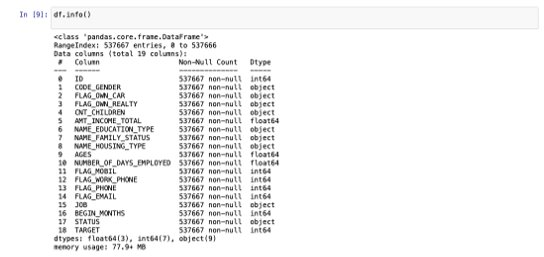 In [9]: df.info()
<class 'pandas.core.frame.DataFrame'>
RangeIndex: 537667 entries, 0 to 537666
Data columns (total 19 columns):
 #   Column   Non-Null Count   Dtype
---  ------   --------------   -----
 0   ID   537667 non-null   int64
 1   CODE_GENDER   537667 non-null   object
 2   FLAG_OWN_CAR   537667 non-null   object
 3   FLAG_OWN_REALTY   537667 non-null   object
 4   CNT_CHILDREN   537667 non-null   object
 5   AMT_INCOME_TOTAL   537667 non-null   float64
 6   NAME_EDUCATION_TYPE   537667 non-null   object
 7   NAME_FAMILY_STATUS   537667 non-null   object
 8   NAME_HOUSING_TYPE   537667 non-null   object
 9   AGES   537667 non-null   float64
 10  NUMBER_OF_DAYS_EMPLOYED   537667 non-null   float64
 11  FLAG_MOBIL   537667 non-null   int64
 12  FLAG_WORK_PHONE   537667 non-null   int64
 13  FLAG_PHONE   537667 non-null   int64
 14  FLAG_EMAIL   537667 non-null   int64
 15  JOB   537667 non-null   object
 16  BEGIN_MONTHS   537667 non-null   int64
 17  STATUS   537667 non-null   object
 18  TARGET   537667 non-null   int64
dtypes: float64(3), int64(7), object(9)
memory usage: 77.9+ MB